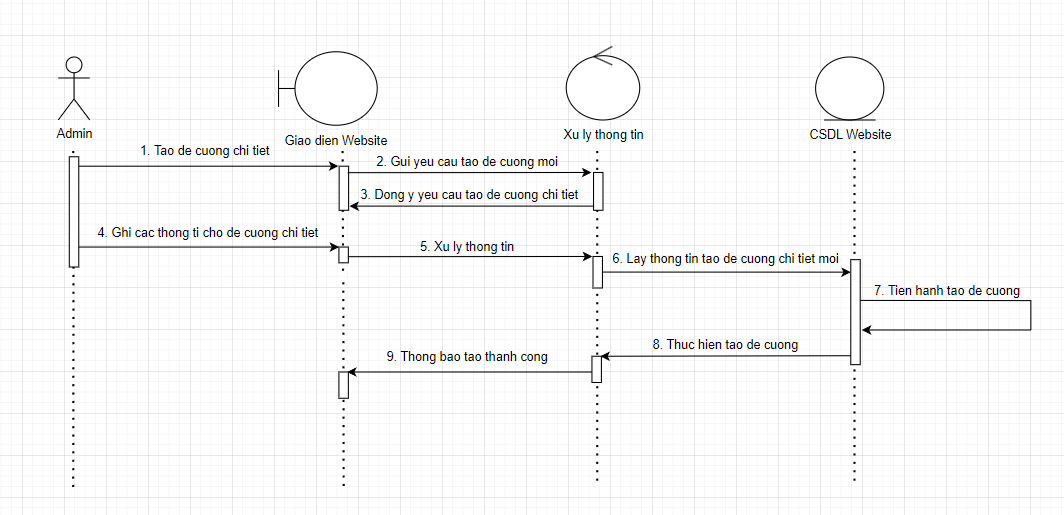 Admin
Giao dien Website
Xu ly thong tin
CSDL Website
1. Tao de cuong chi tiet
2. Gui yeu cau tao de cuong moi
3. Dong y yeu cau tao de cuong chi tiet
4. Ghi cac thong ti cho de cuong chi tiet
5. Xu ly thong tin
6. Lay thong tin tao de cuong chi tiet moi
7. Tien hanh tao de cuong
8. Thuc hien tao de cuong
9. Thong bao tao thanh cong